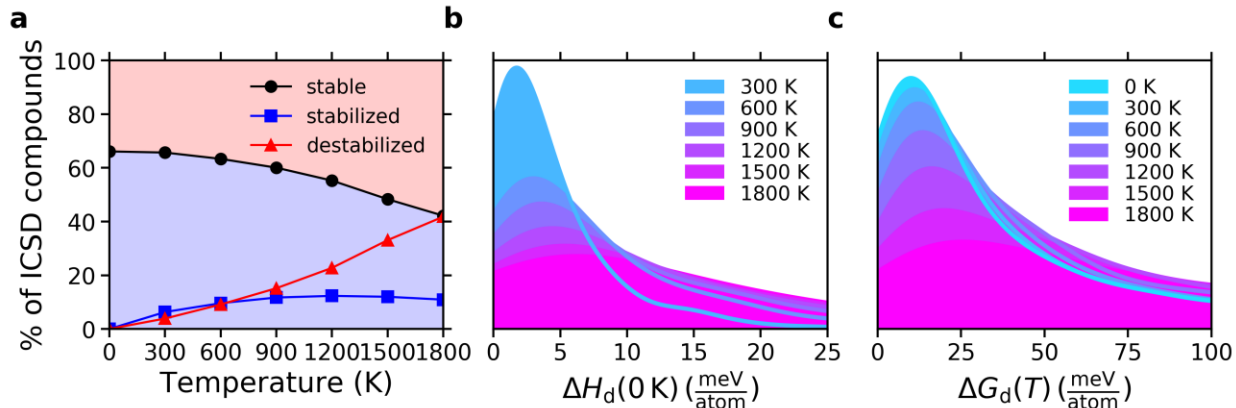 a
b
c
% of ICSD compounds
100
80
60
40
20
0
stable
stabilized
destabilized
0 300 600 900 1200 1500 1800
Temperature (K)
300 K
600 K
900 K
1200 K
1500 K
1800 K
0 5 10 15 20 25
ΔH_d(0 K) (meV/atom)
0 K
300 K
600 K
900 K
1200 K
1500 K
1800 K
0 25 50 75 100
ΔG_d(T) (meV/atom)